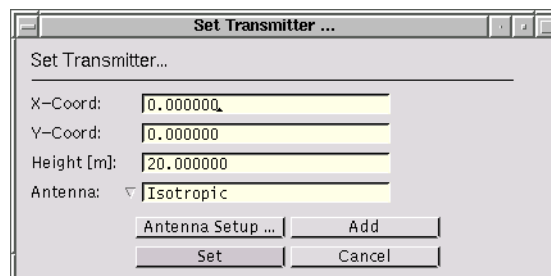 Set Transmitter ...
Set Transmitter...
X-Coord: 0.000000
Y-Coord: 0.000000
Height [m]: 20.000000
Antenna: Isotropic
Antenna Setup ... Add
Set Cancel